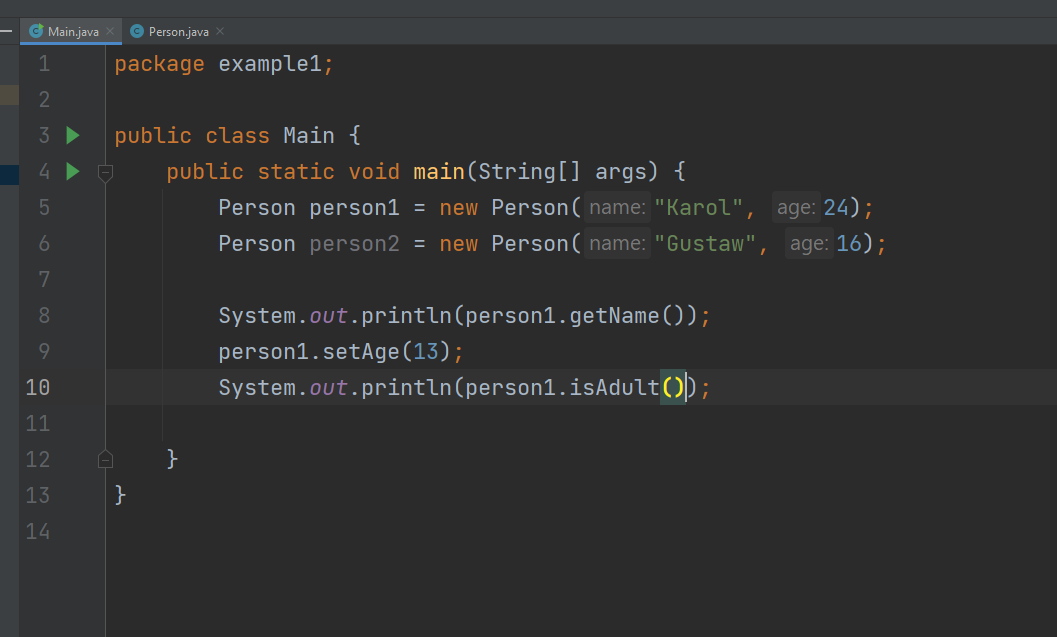 Main.java Person.java
1 package example1;
2
3 public class Main {
4 public static void main(String[] args) {
5 Person person1 = new Person( name: "Karol", age: 24);
6 Person person2 = new Person( name: "Gustaw", age: 16);
7
8 System.out.println(person1.getName());
9 person1.setAge(13);
10 System.out.println(person1.isAdult());
11
12 }
13 }
14